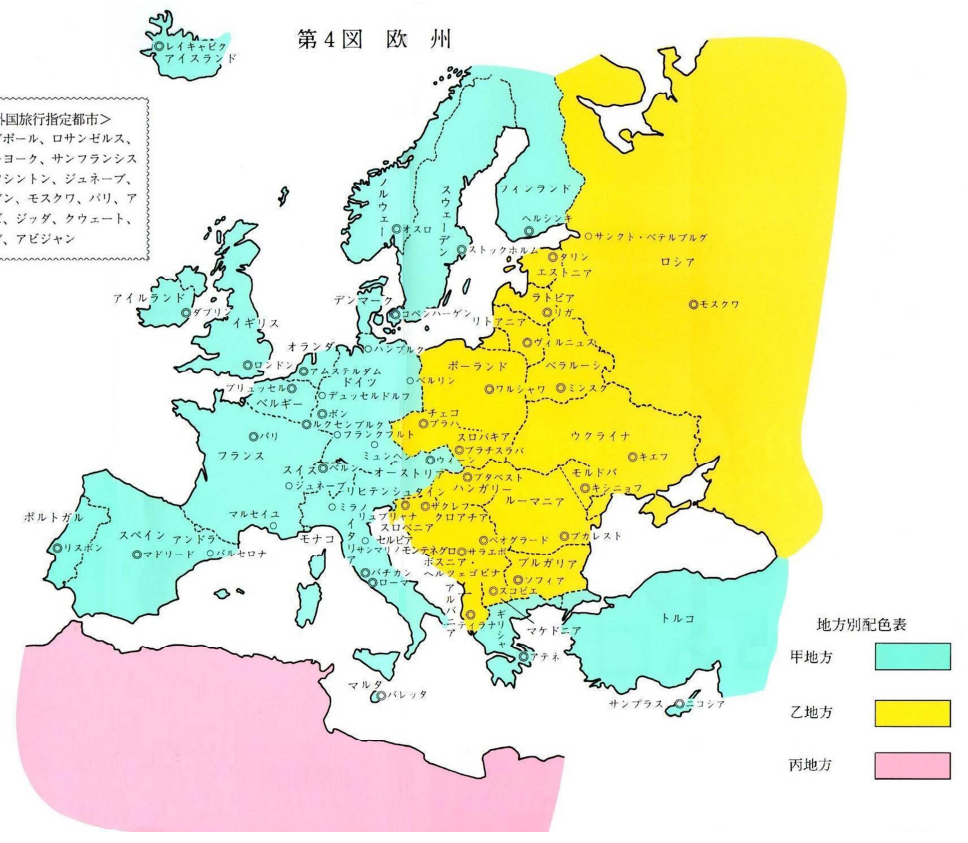 第4図 欧州
レイキャビク
アイスランド
外国旅行指定都市＞
ポール、ロサンゼルス、
ーヨーク、サンフランシス
シントン、ジュネーブ、
ン、モスクワ、パリ、ア
、ジッダ、クウェート、
、アビジャン
ノルウェー
スウェーデン
フィンランド
ヘルシンキ
オスロ
ストックホルム
サンクト・ペテルブルグ
ロシア
タリン
エストニア
モスクワ
アイルランド
ダブリン
イギリス
デンマーク
コペンハーゲン
ラトビア
リガ
リトアニア
オランダ
ハンブルク
ヴィルニュス
ロンドン
アムステルダム
ドイツ
ベルリン
ポーランド
ベラルーシ
ブリュッセル
ベルギー
デュッセルドルフ
ワルシャワ
ミンスク
ボン
ルクセンブルク
チェコ
プラハ
パリ
フランクフルト
フランス
ミュンヘン
スロバキア
ブラチスラバ
ウクライナ
キエフ
スイス
ベルン
ウィーン
オーストリア
ジュネーブ
リヒテンシュタイン
ブタペスト
ハンガリー
モルドバ
キシニョフ
ルーマニア
ミラノ
リュブリャナ
ザクレブ
クロアチア
スロベニア
ポルトガル
マルセイユ
モナコ
イタリア
セルビア
スペイン
アンドラ
リスボン
マドリード
バルセロナ
サンマリノ
モンテネグロ
ベオグラード
サラエボ
ブカレスト
ボスニア・
ヘルツェゴビナ
ブルガリア
ソフィア
バチカン
ローマ
スコピエ
アルバニア
ティラナ
ギリシャ
マケドニア
アテネ
トルコ
マルタ
バレッタ
サンプラス
ニコシア
地方別配色表
甲地方
乙地方
丙地方